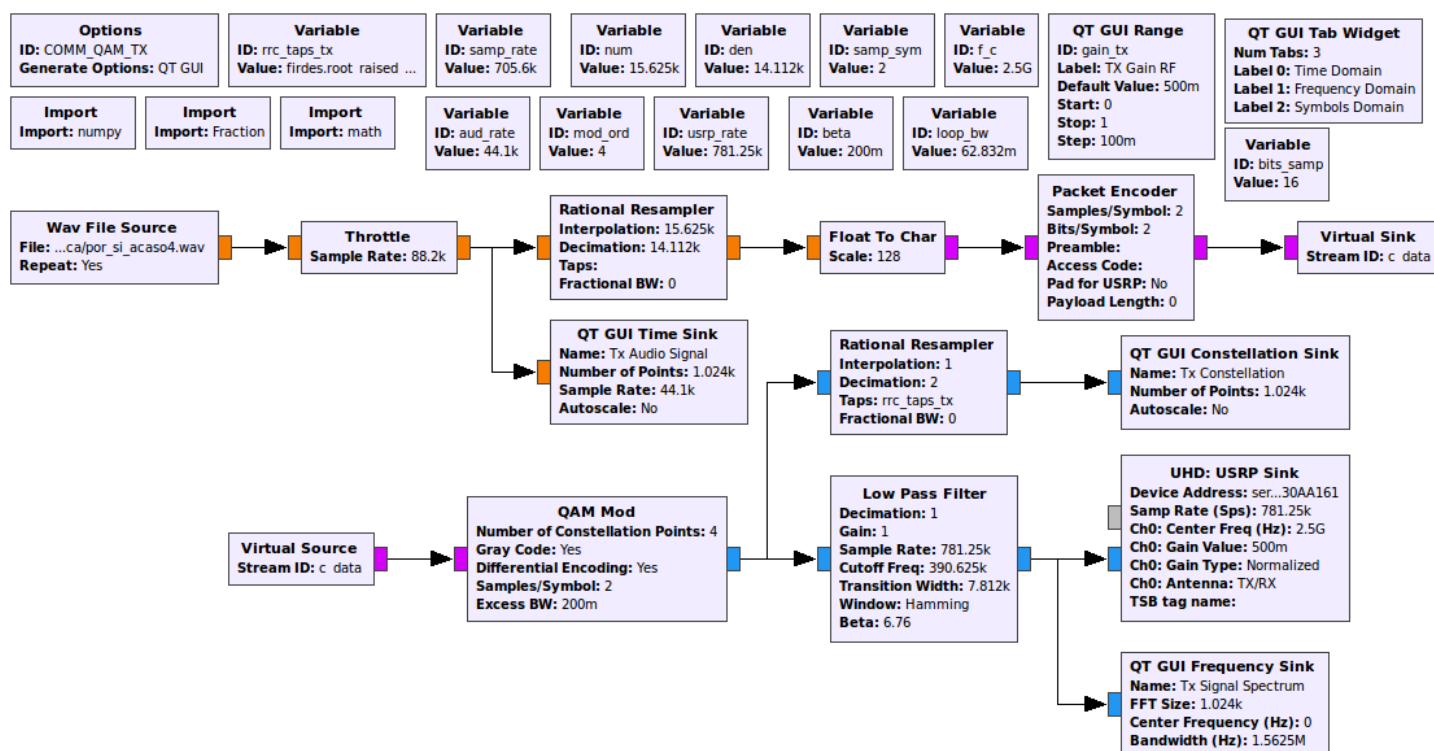 Options
ID: COMM_QAM_TX
Generate Options: QT GUI
Variable
ID: rrc_taps_tx
Value: firdes.root_raised_...
Variable
ID: samp_rate
Value: 705.6k
Variable
ID: num
Value: 15.625k
Variable
ID: den
Value: 14.112k
Variable
ID: samp_sym
Value: 2
Variable
ID: f_c
Value: 2.5G
QT GUI Range
ID: gain_tx
Label: TX Gain RF
Default Value: 500m
Start: 0
Stop: 1
Step: 100m
QT GUI Tab Widget
Num Tabs: 3
Label 0: Time Domain
Label 1: Frequency Domain
Label 2: Symbols Domain
Import
Import: numpy
Import
Import: Fraction
Import
Import: math
Variable
ID: aud_rate
Value: 44.1k
Variable
ID: mod_ord
Value: 4
Variable
ID: usrp_rate
Value: 781.25k
Variable
ID: beta
Value: 200m
Variable
ID: loop_bw
Value: 62.832m
Variable
ID: bits_samp
Value: 16
Wav File Source
File: ...ca/por_si_acaso4.wav
Repeat: Yes
Throttle
Sample Rate: 88.2k
Rational Resampler
Interpolation: 15.625k
Decimation: 14.112k
Taps:
Fractional BW: 0
Float To Char
Scale: 128
Packet Encoder
Samples/Symbol: 2
Bits/Symbol: 2
Preamble:
Access Code:
Pad for USRP: No
Payload Length: 0
Virtual Sink
Stream ID: c_data
QT GUI Time Sink
Name: Tx Audio Signal
Number of Points: 1.024k
Sample Rate: 44.1k
Autoscale: No
Rational Resampler
Interpolation: 1
Decimation: 2
Taps: rrc_taps_tx
Fractional BW: 0
QT GUI Constellation Sink
Name: Tx Constellation
Number of Points: 1.024k
Autoscale: No
Virtual Source
Stream ID: c_data
QAM Mod
Number of Constellation Points: 4
Gray Code: Yes
Differential Encoding: Yes
Samples/Symbol: 2
Excess BW: 200m
Low Pass Filter
Decimation: 1
Gain: 1
Sample Rate: 781.25k
Cutoff Freq: 390.625k
Transition Width: 7.812k
Window: Hamming
Beta: 6.76
UHD: USRP Sink
Device Address: ser...30AA161
Samp Rate (Sps): 781.25k
Ch0: Center Freq (Hz): 2.5G
Ch0: Gain Value: 500m
Ch0: Gain Type: Normalized
Ch0: Antenna: TX/RX
TSB tag name:
QT GUI Frequency Sink
Name: Tx Signal Spectrum
FFT Size: 1.024k
Center Frequency (Hz): 0
Bandwidth (Hz): 1.5625M